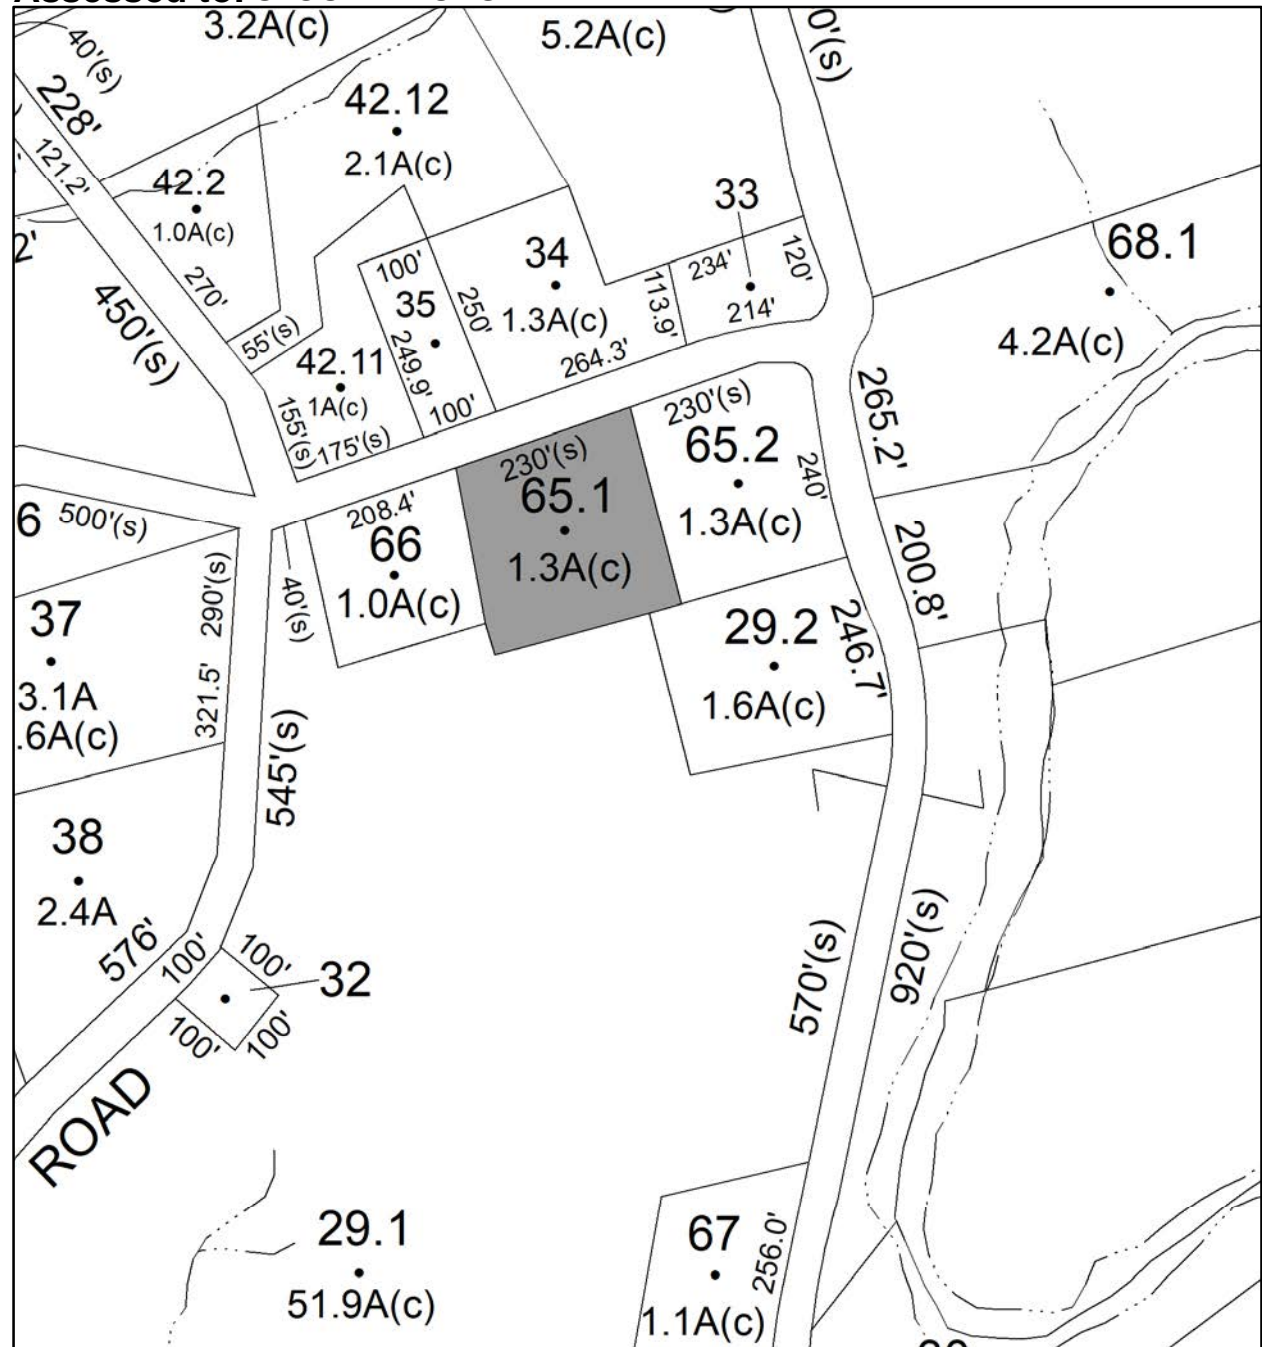 Assessed to:
3.2A(c)
5.2A(c)
0'(s)
40'(s)
228'
121.2'
42.12
2.1A(c)
42.2
1.0A(c)
270'
2'
450'(s)
55'(s)
33
234'
120'
214'
113.9'
34
1.3A(c)
264.3'
100'
35
250'
249.9'
100'
42.11
1A(c)
155'(s)
175'(s)
68.1
4.2A(c)
265.2'
230'(s)
65.2
240'
1.3A(c)
230'(s)
65.1
1.3A(c)
208.4'
66
1.0A(c)
40'(s)
6
500'(s)
290'(s)
37
3.1A
.6A(c)
321.5'
545'(s)
200.8'
29.2
246.7'
1.6A(c)
38
2.4A
576'
100'
100'
32
100'
100'
ROAD
570'(s)
920'(s)
29.1
51.9A(c)
67
256.0'
1.1A(c)